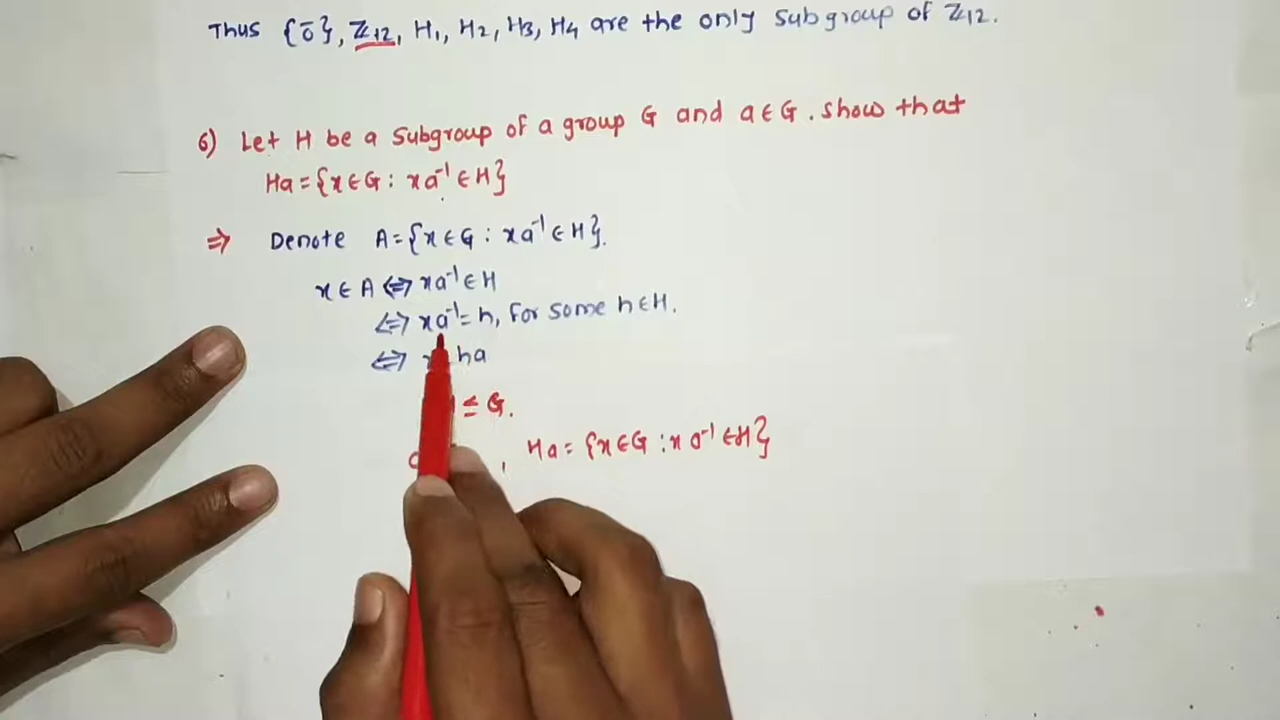 Thus {0̄}, Z₁₂, H₁, H₂, H₃, H₄ are the only subgroup of Z₁₂.
6) Let H be a subgroup of a group G and a∈G. show that
Ha={x∈G: xa⁻¹∈H}
⇒ Denote A={x∈G: xa⁻¹∈H}.
x∈A ⇔ xa⁻¹∈H
⇔ xa⁻¹=h, for some h∈H.
⇔ ha
≤ G.
Ha={x∈G: xa⁻¹∈H}